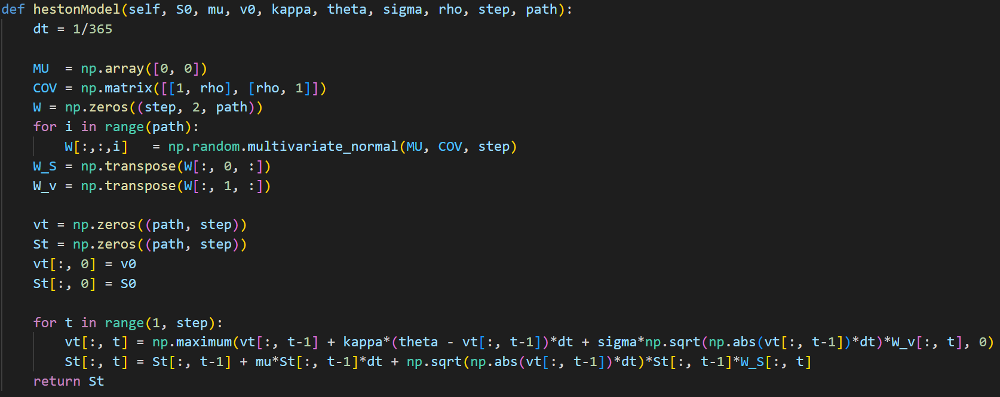 def hestonModel(self, S0, mu, v0, kappa, theta, sigma, rho, step, path):
    dt = 1/365

    MU  = np.array([0, 0])
    COV = np.matrix([[1, rho], [rho, 1]])
    W = np.zeros((step, 2, path))
    for i in range(path):
        W[:,:,i]   = np.random.multivariate_normal(MU, COV, step)
    W_S = np.transpose(W[:, 0, :])
    W_v = np.transpose(W[:, 1, :])

    vt = np.zeros((path, step))
    St = np.zeros((path, step))
    vt[:, 0] = v0
    St[:, 0] = S0

    for t in range(1, step):
        vt[:, t] = np.maximum(vt[:, t-1] + kappa*(theta - vt[:, t-1])*dt + sigma*np.sqrt(np.abs(vt[:, t-1])*dt)*W_v[:, t], 0)
        St[:, t] = St[:, t-1] + mu*St[:, t-1]*dt + np.sqrt(np.abs(vt[:, t-1])*dt)*St[:, t-1]*W_S[:, t]
    return St